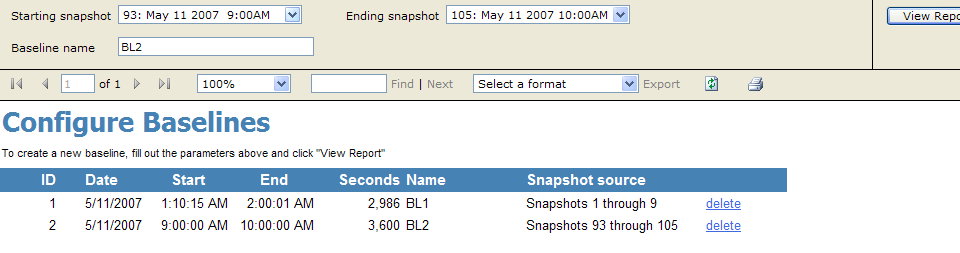 Starting snapshot 93: May 11 2007 9:00AM Ending snapshot 105: May 11 2007 10:00AM View Repo
Baseline name BL2
1 of 1 100% Find | Next Select a format Export
Configure Baselines
To create a new baseline, fill out the parameters above and click "View Report"
ID Date Start End Seconds Name Snapshot source
1 5/11/2007 1:10:15 AM 2:00:01 AM 2,986 BL1 Snapshots 1 through 9 delete
2 5/11/2007 9:00:00 AM 10:00:00 AM 3,600 BL2 Snapshots 93 through 105 delete